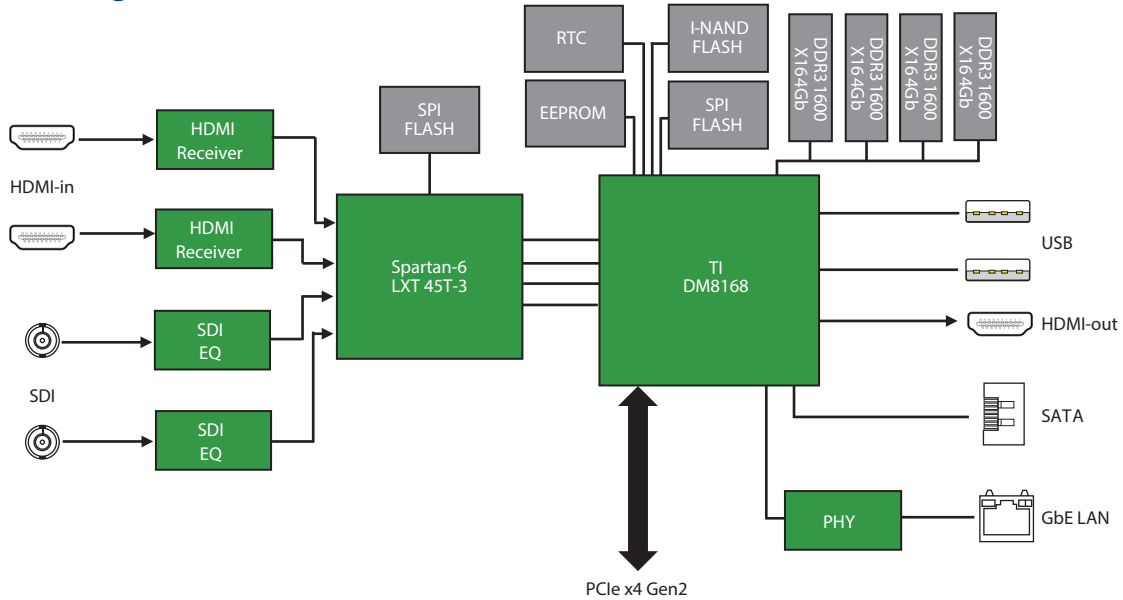 RTC
I-NAND
FLASH
EEPROM
SPI
FLASH
DDR3 1600
X16 4Gb
DDR3 1600
X16 4Gb
DDR3 1600
X16 4Gb
DDR3 1600
X16 4Gb
SPI
FLASH
HDMI
Receiver
HDMI-in
HDMI
Receiver
Spartan-6
LXT 45T-3
TI
DM8168
USB
HDMI-out
SDI
EQ
SDI
SDI
EQ
SATA
PHY
GbE LAN
PCIe x4 Gen2